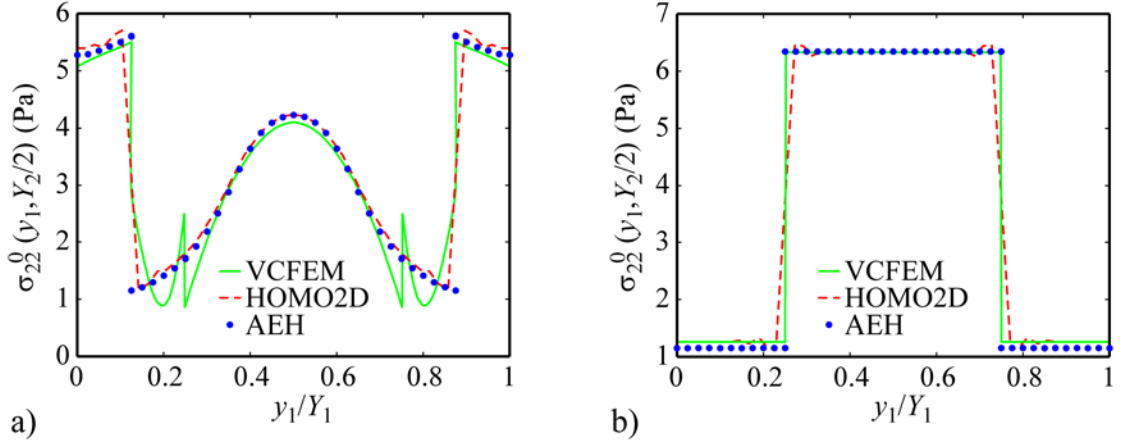 σ⁰₂₂ (y₁, Y₂/2) (Pa)
6
5
4
3
2
1
0
VCFEM
HOMO2D
AEH
0 0.2 0.4 0.6 0.8 1
y₁/Y₁
a)
σ⁰₂₂ (y₁, Y₂/2) (Pa)
7
6
5
4
3
2
1
VCFEM
HOMO2D
AEH
0 0.2 0.4 0.6 0.8 1
y₁/Y₁
b)